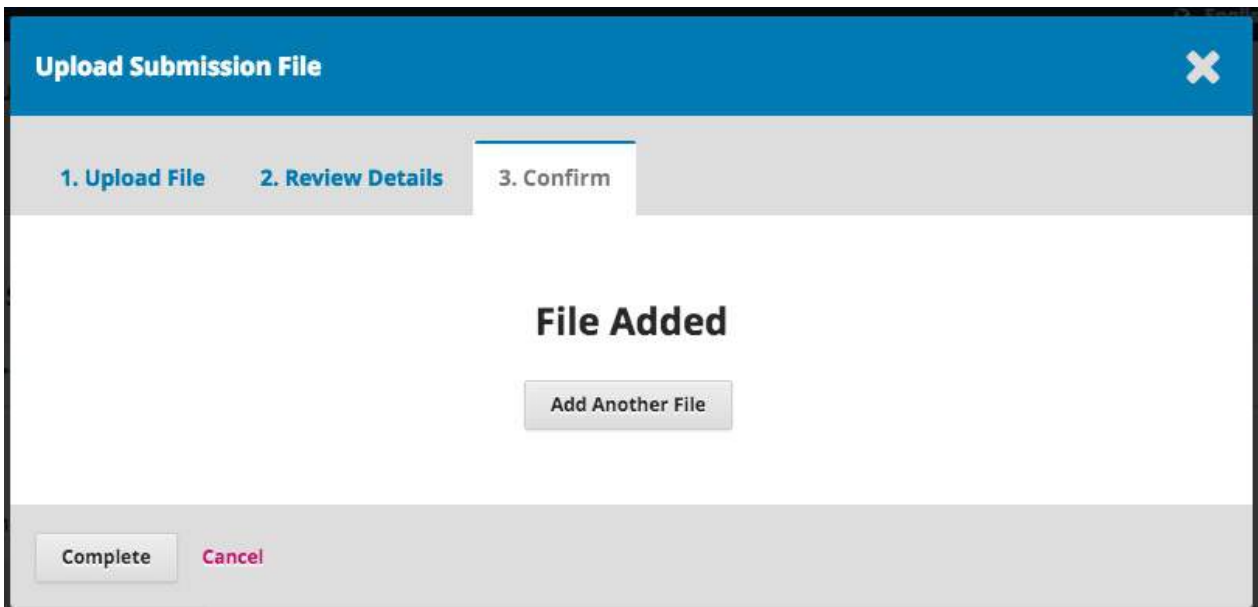 Upload Submission File
1. Upload File 2. Review Details 3. Confirm
File Added
Add Another File
Complete Cancel